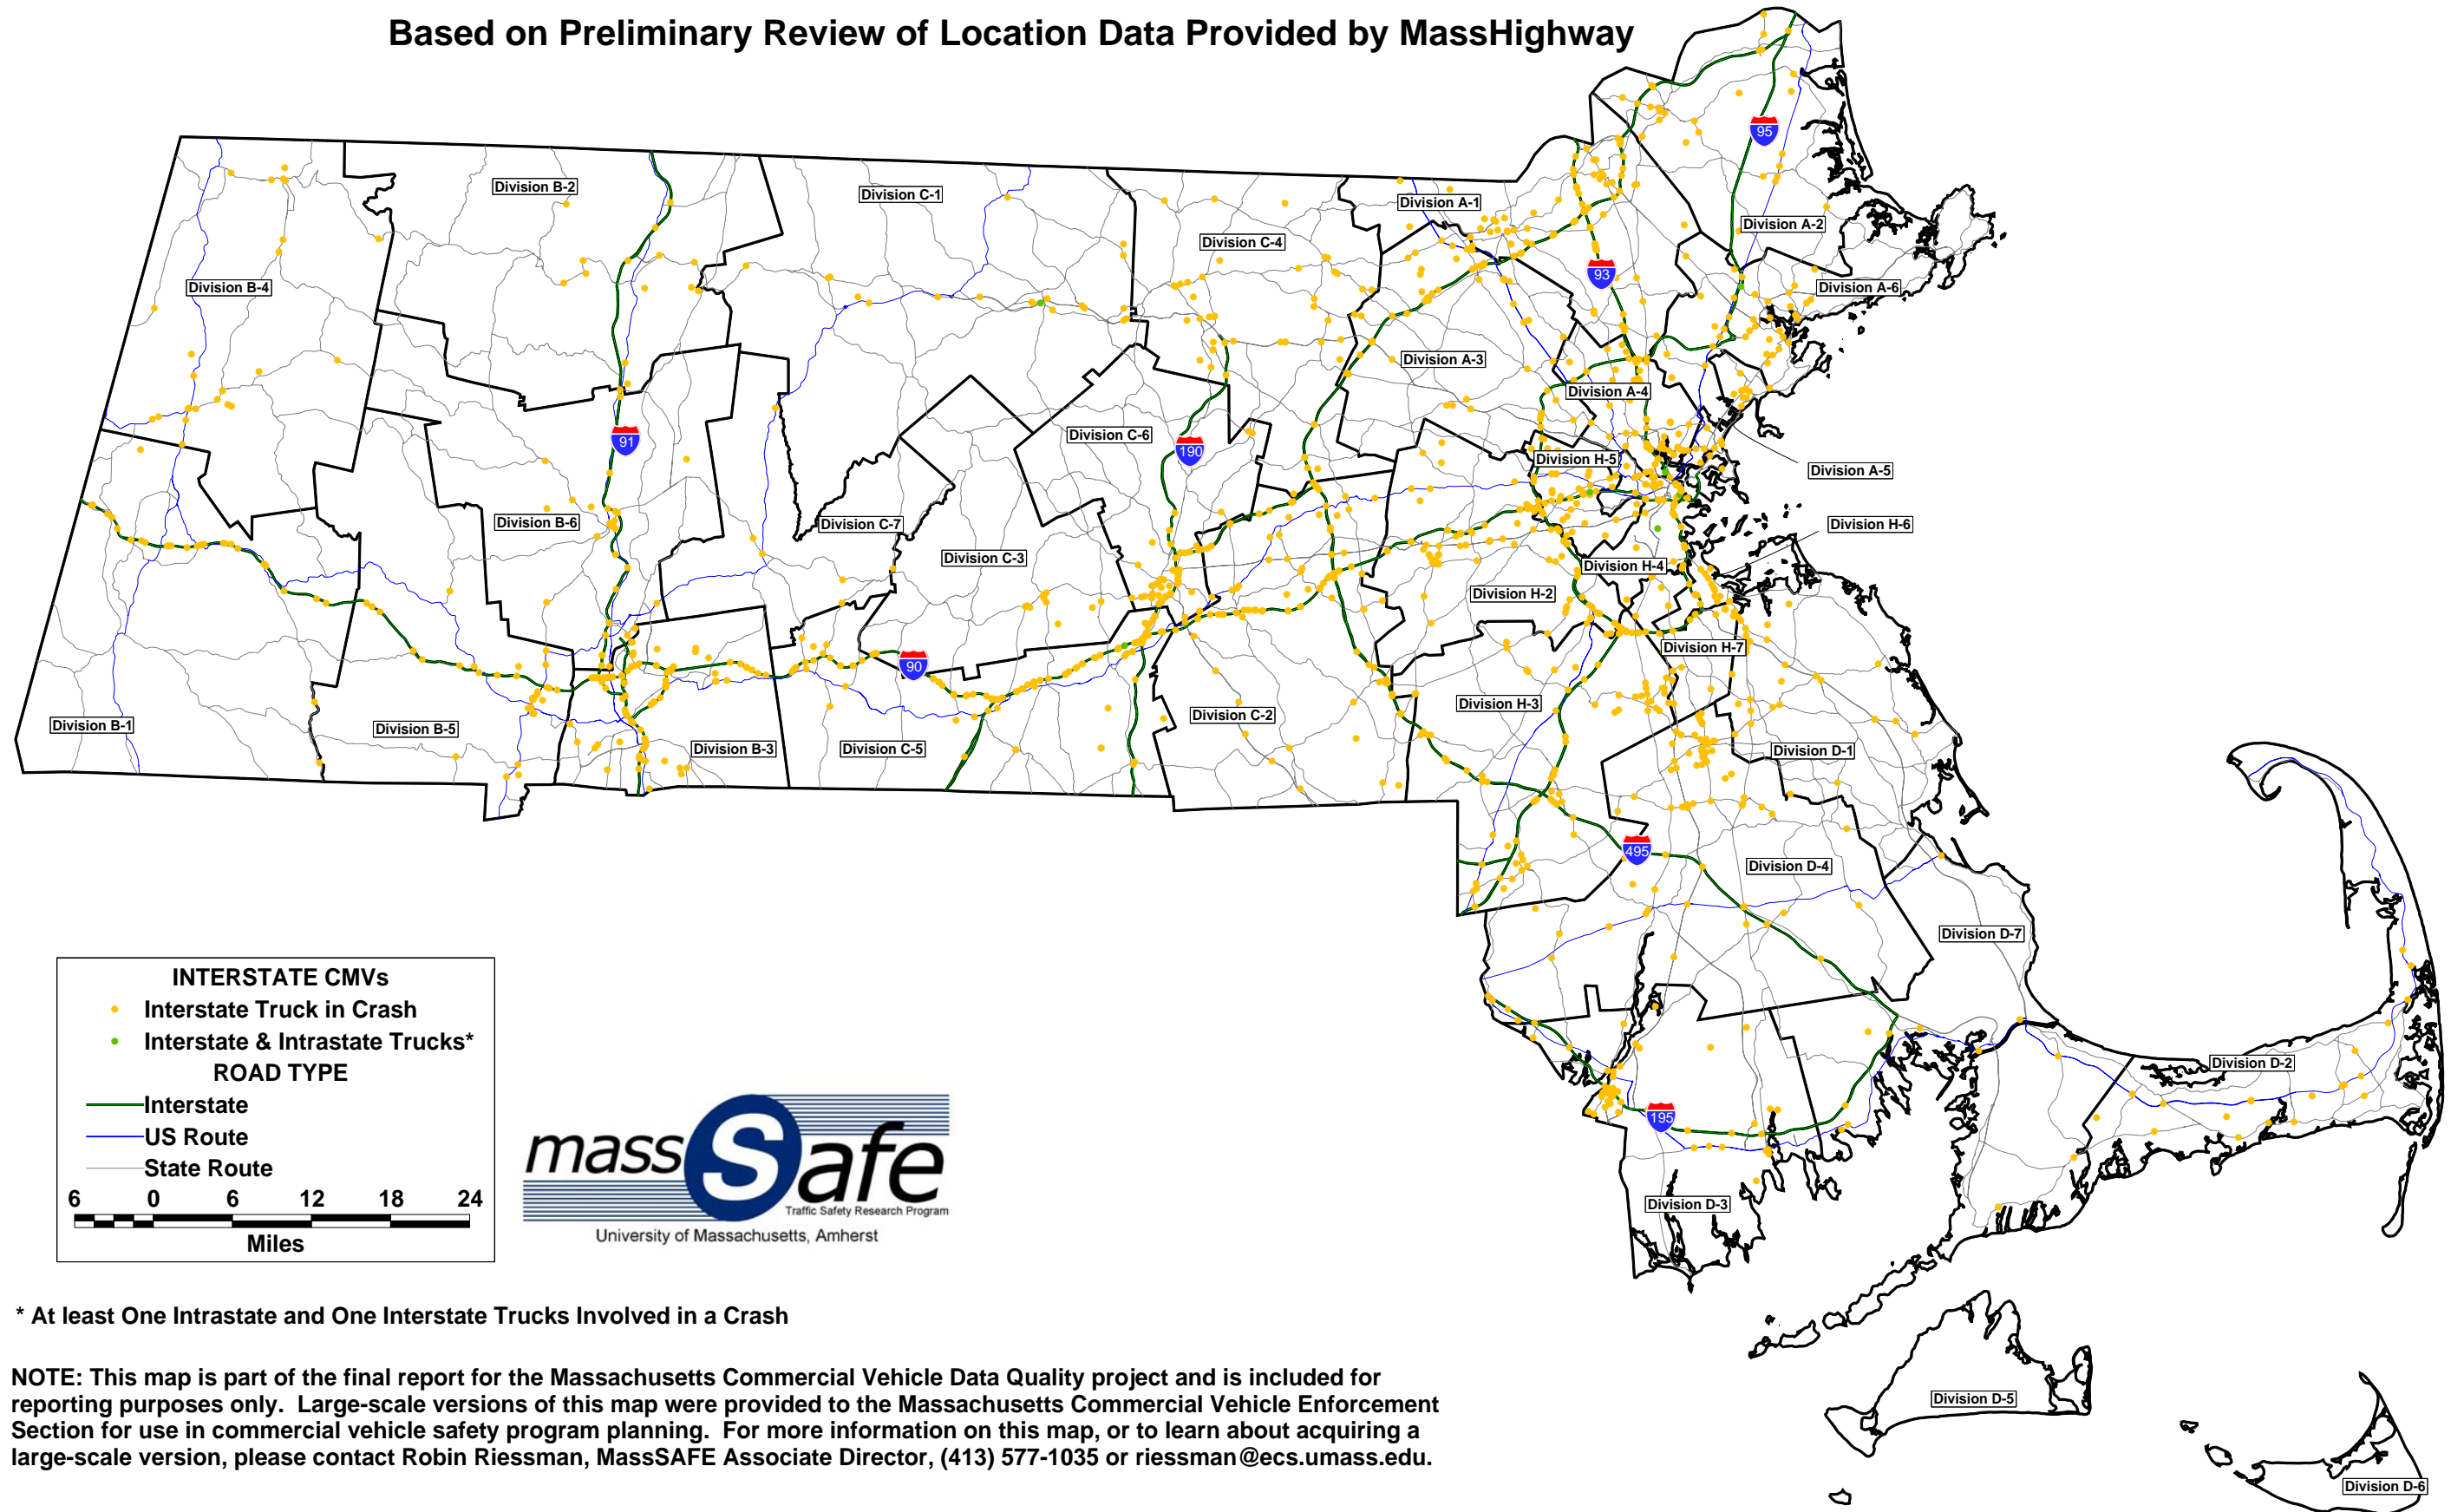 Based on Preliminary Review of Location Data Provided by MassHighway
95
Division B-2
Division C-1
Division A-1
Division A-2
Division C-4
93
Division B-4
Division A-6
Division A-3
Division A-4
91
Division C-6
190
Division H-5
Division A-5
Division B-6
Division C-7
Division H-6
Division C-3
Division H-4
Division H-2
Division H-7
90
Division H-3
Division C-2
Division B-1
Division B-5
Division B-3
Division C-5
Division D-1
495
Division D-4
Division D-7
Division D-2
195
Division D-3
Division D-5
Division D-6
INTERSTATE CMVs
Interstate Truck in Crash
Interstate & Intrastate Trucks*
ROAD TYPE
Interstate
US Route
State Route
6 0 6 12 18 24
Miles
massSafe
Traffic Safety Research Program
University of Massachusetts, Amherst
* At least One Intrastate and One Interstate Trucks Involved in a Crash
NOTE: This map is part of the final report for the Massachusetts Commercial Vehicle Data Quality project and is included for
reporting purposes only. Large-scale versions of this map were provided to the Massachusetts Commercial Vehicle Enforcement
Section for use in commercial vehicle safety program planning. For more information on this map, or to learn about acquiring a
large-scale version, please contact Robin Riessman, MassSAFE Associate Director, (413) 577-1035 or riessman@ecs.umass.edu.